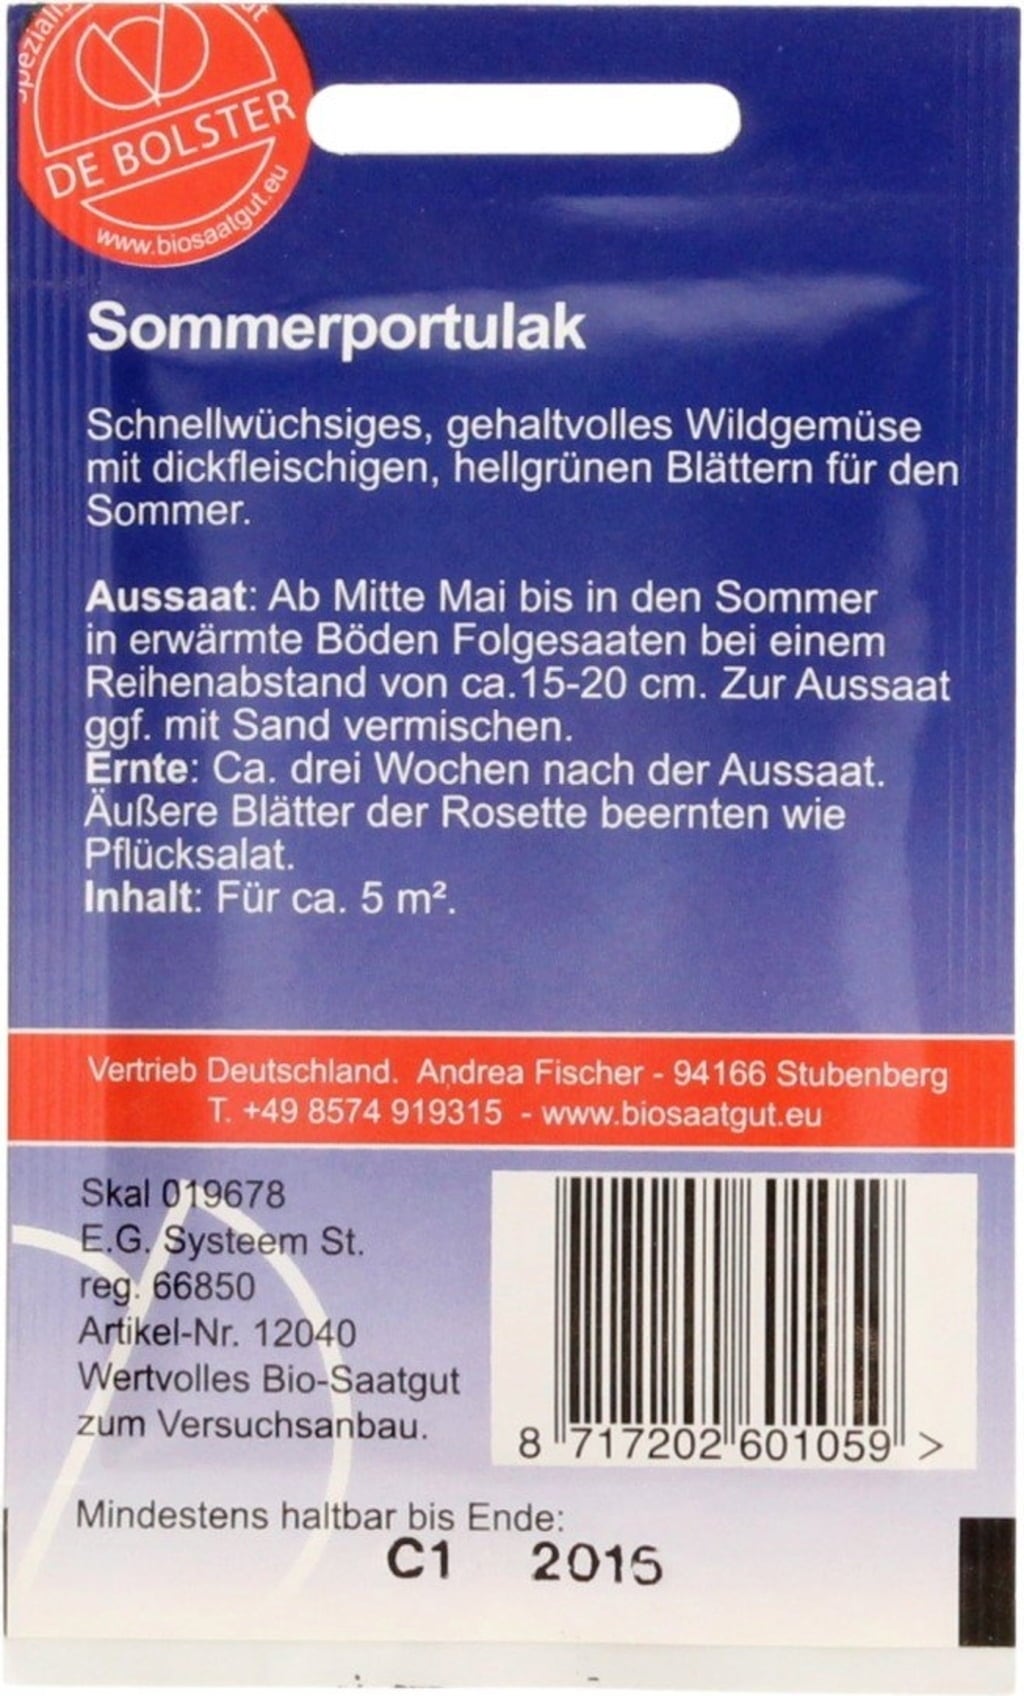 DE BOLSTER
www.biosaatgut.eu
Sommerportulak
Schnellwüchsiges, gehaltvolles Wildgemüse
mit dickfleischigen, hellgrünen Blättern für den
Sommer.
Aussaat: Ab Mitte Mai bis in den Sommer
in erwärmte Böden Folgesaaten bei einem
Reihenabstand von ca.15-20 cm. Zur Aussaat
ggf. mit Sand vermischen.
Ernte: Ca. drei Wochen nach der Aussaat.
Äußere Blätter der Rosette beernten wie
Pflücksalat.
Inhalt: Für ca. 5 m².
Vertrieb Deutschland. Andrea Fischer - 94166 Stubenberg
T. +49 8574 919315 - www.biosaatgut.eu
Skal 019678
E.G. Systeem St.
reg. 66850
Artikel-Nr. 12040
Wertvolles Bio-Saatgut
zum Versuchsanbau.
8 717202 601059 >
Mindestens haltbar bis Ende:
C1 2015